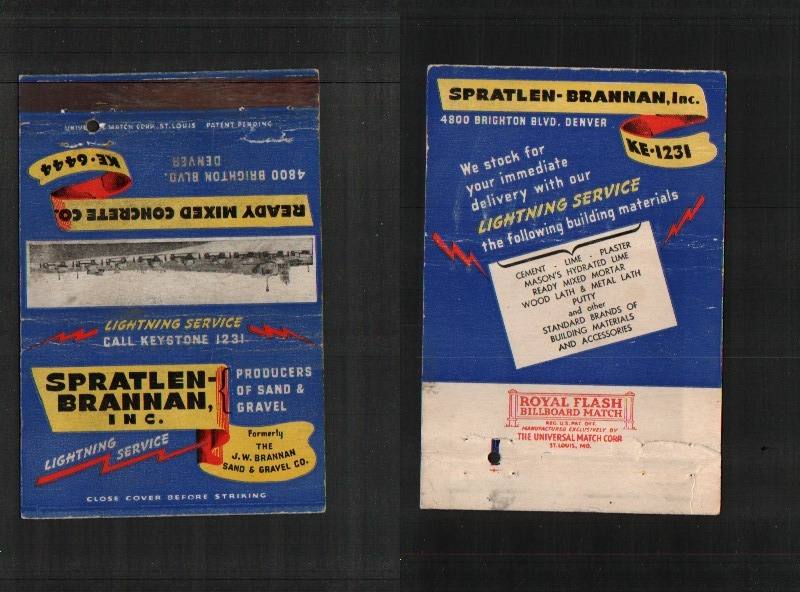 UNIV MATCH CORP. ST. LOUIS PATENT PENDING
READY MIXED CONCRETE CO.
4800 BRIGHTON BLVD.
DENVER
KE·6444
LIGHTNING SERVICE
CALL KEYSTONE 1231
SPRATLEN-
BRANNAN,
INC.
PRODUCERS
OF SAND &
GRAVEL
LIGHTNING SERVICE
Formerly
THE
J.W. BRANNAN
SAND & GRAVEL CO.
CLOSE COVER BEFORE STRIKING
SPRATLEN-BRANNAN, Inc.
4800 BRIGHTON BLVD. DENVER
KE·1231
We stock for
your immediate
delivery with our
LIGHTNING SERVICE
the following building materials
CEMENT - LIME - PLASTER
MASON'S HYDRATED LIME
READY MIXED MORTAR
WOOD LATH & METAL LATH
PUTTY
and other
STANDARD BRANDS OF
BUILDING MATERIALS
AND ACCESSORIES
ROYAL FLASH
BILLBOARD MATCH
REG. U.S. PAT. OFF.
MANUFACTURED EXCLUSIVELY BY
THE UNIVERSAL MATCH CORP.
ST. LOUIS, MO.